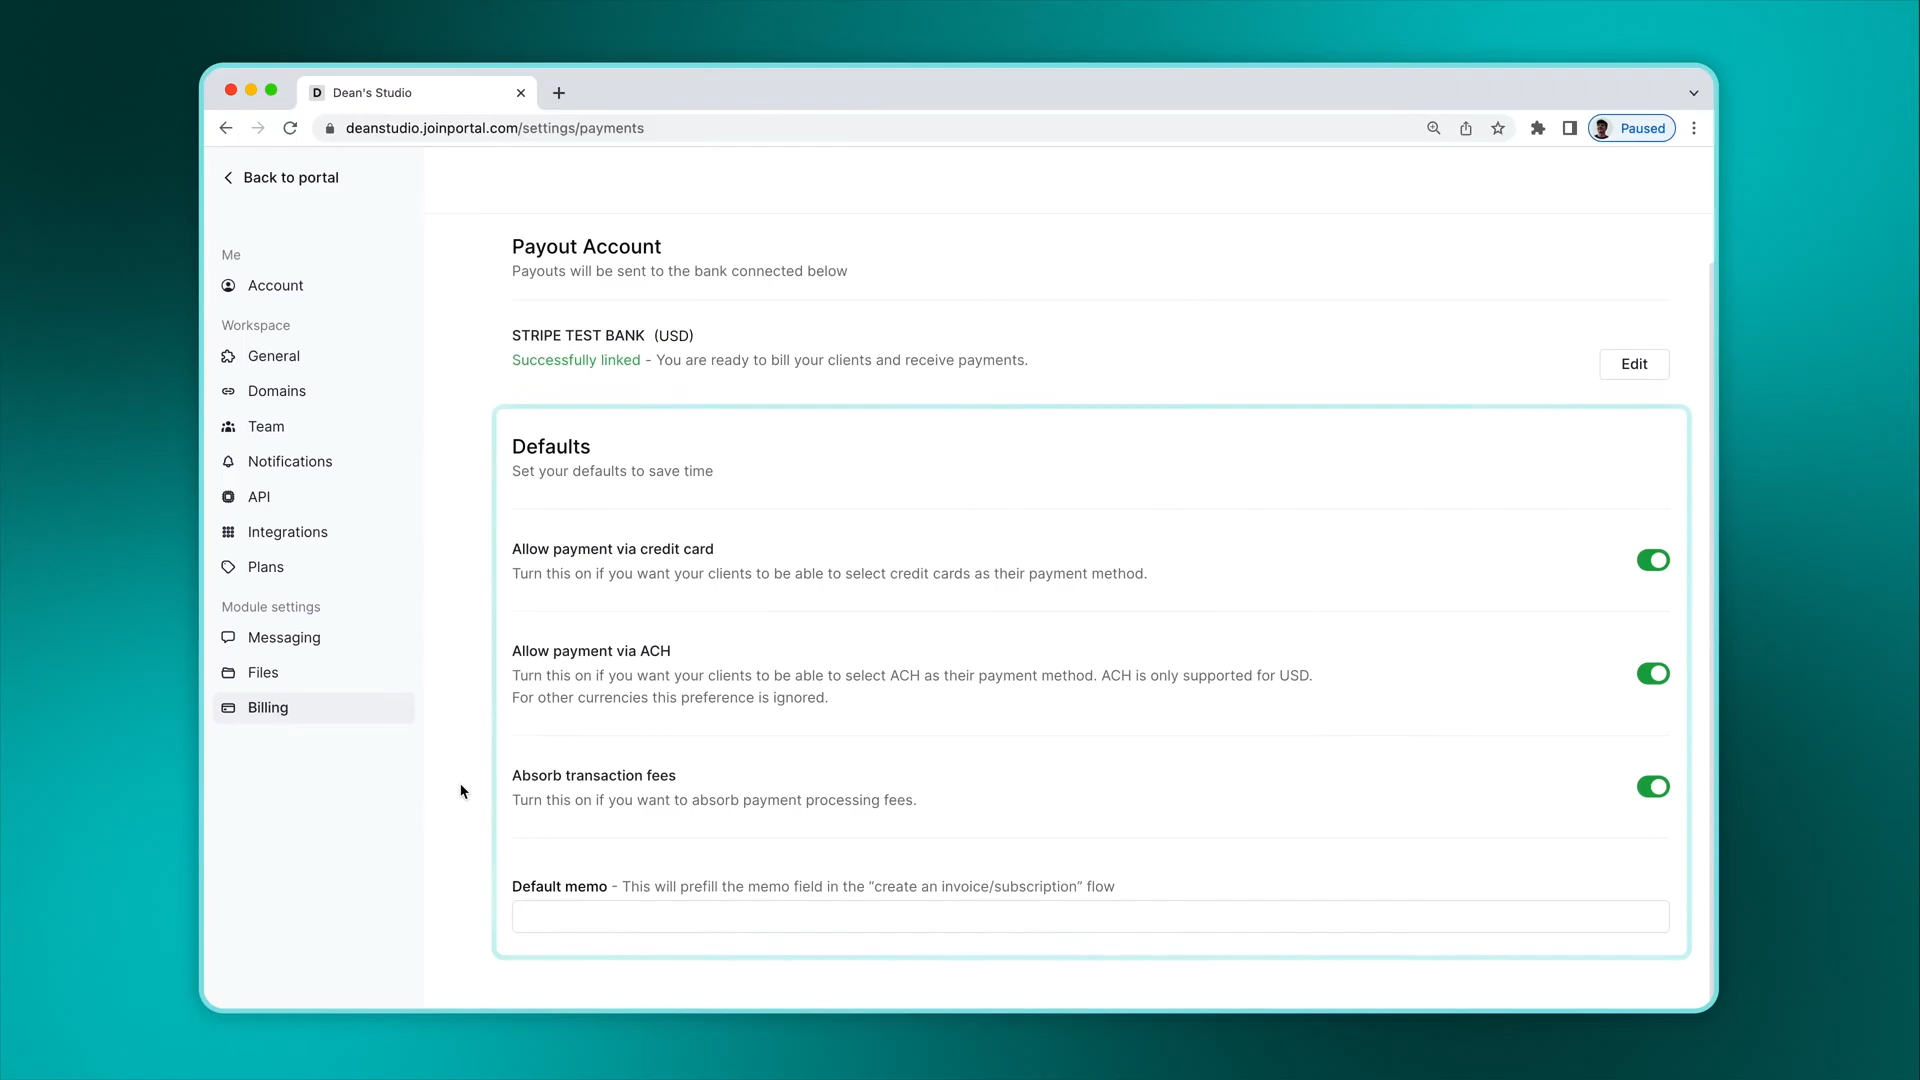 D Dean's Studio
deanstudio.joinportal.com/settings/payments
Paused
Back to portal
Me
Account
Workspace
General
Domains
Team
Notifications
API
Integrations
Plans
Module settings
Messaging
Files
Billing
Payout Account
Payouts will be sent to the bank connected below
STRIPE TEST BANK (USD)
Successfully linked - You are ready to bill your clients and receive payments.
Edit
Defaults
Set your defaults to save time
Allow payment via credit card
Turn this on if you want your clients to be able to select credit cards as their payment method.
Allow payment via ACH
Turn this on if you want your clients to be able to select ACH as their payment method. ACH is only supported for USD.
For other currencies this preference is ignored.
Absorb transaction fees
Turn this on if you want to absorb payment processing fees.
Default memo - This will prefill the memo field in the “create an invoice/subscription” flow